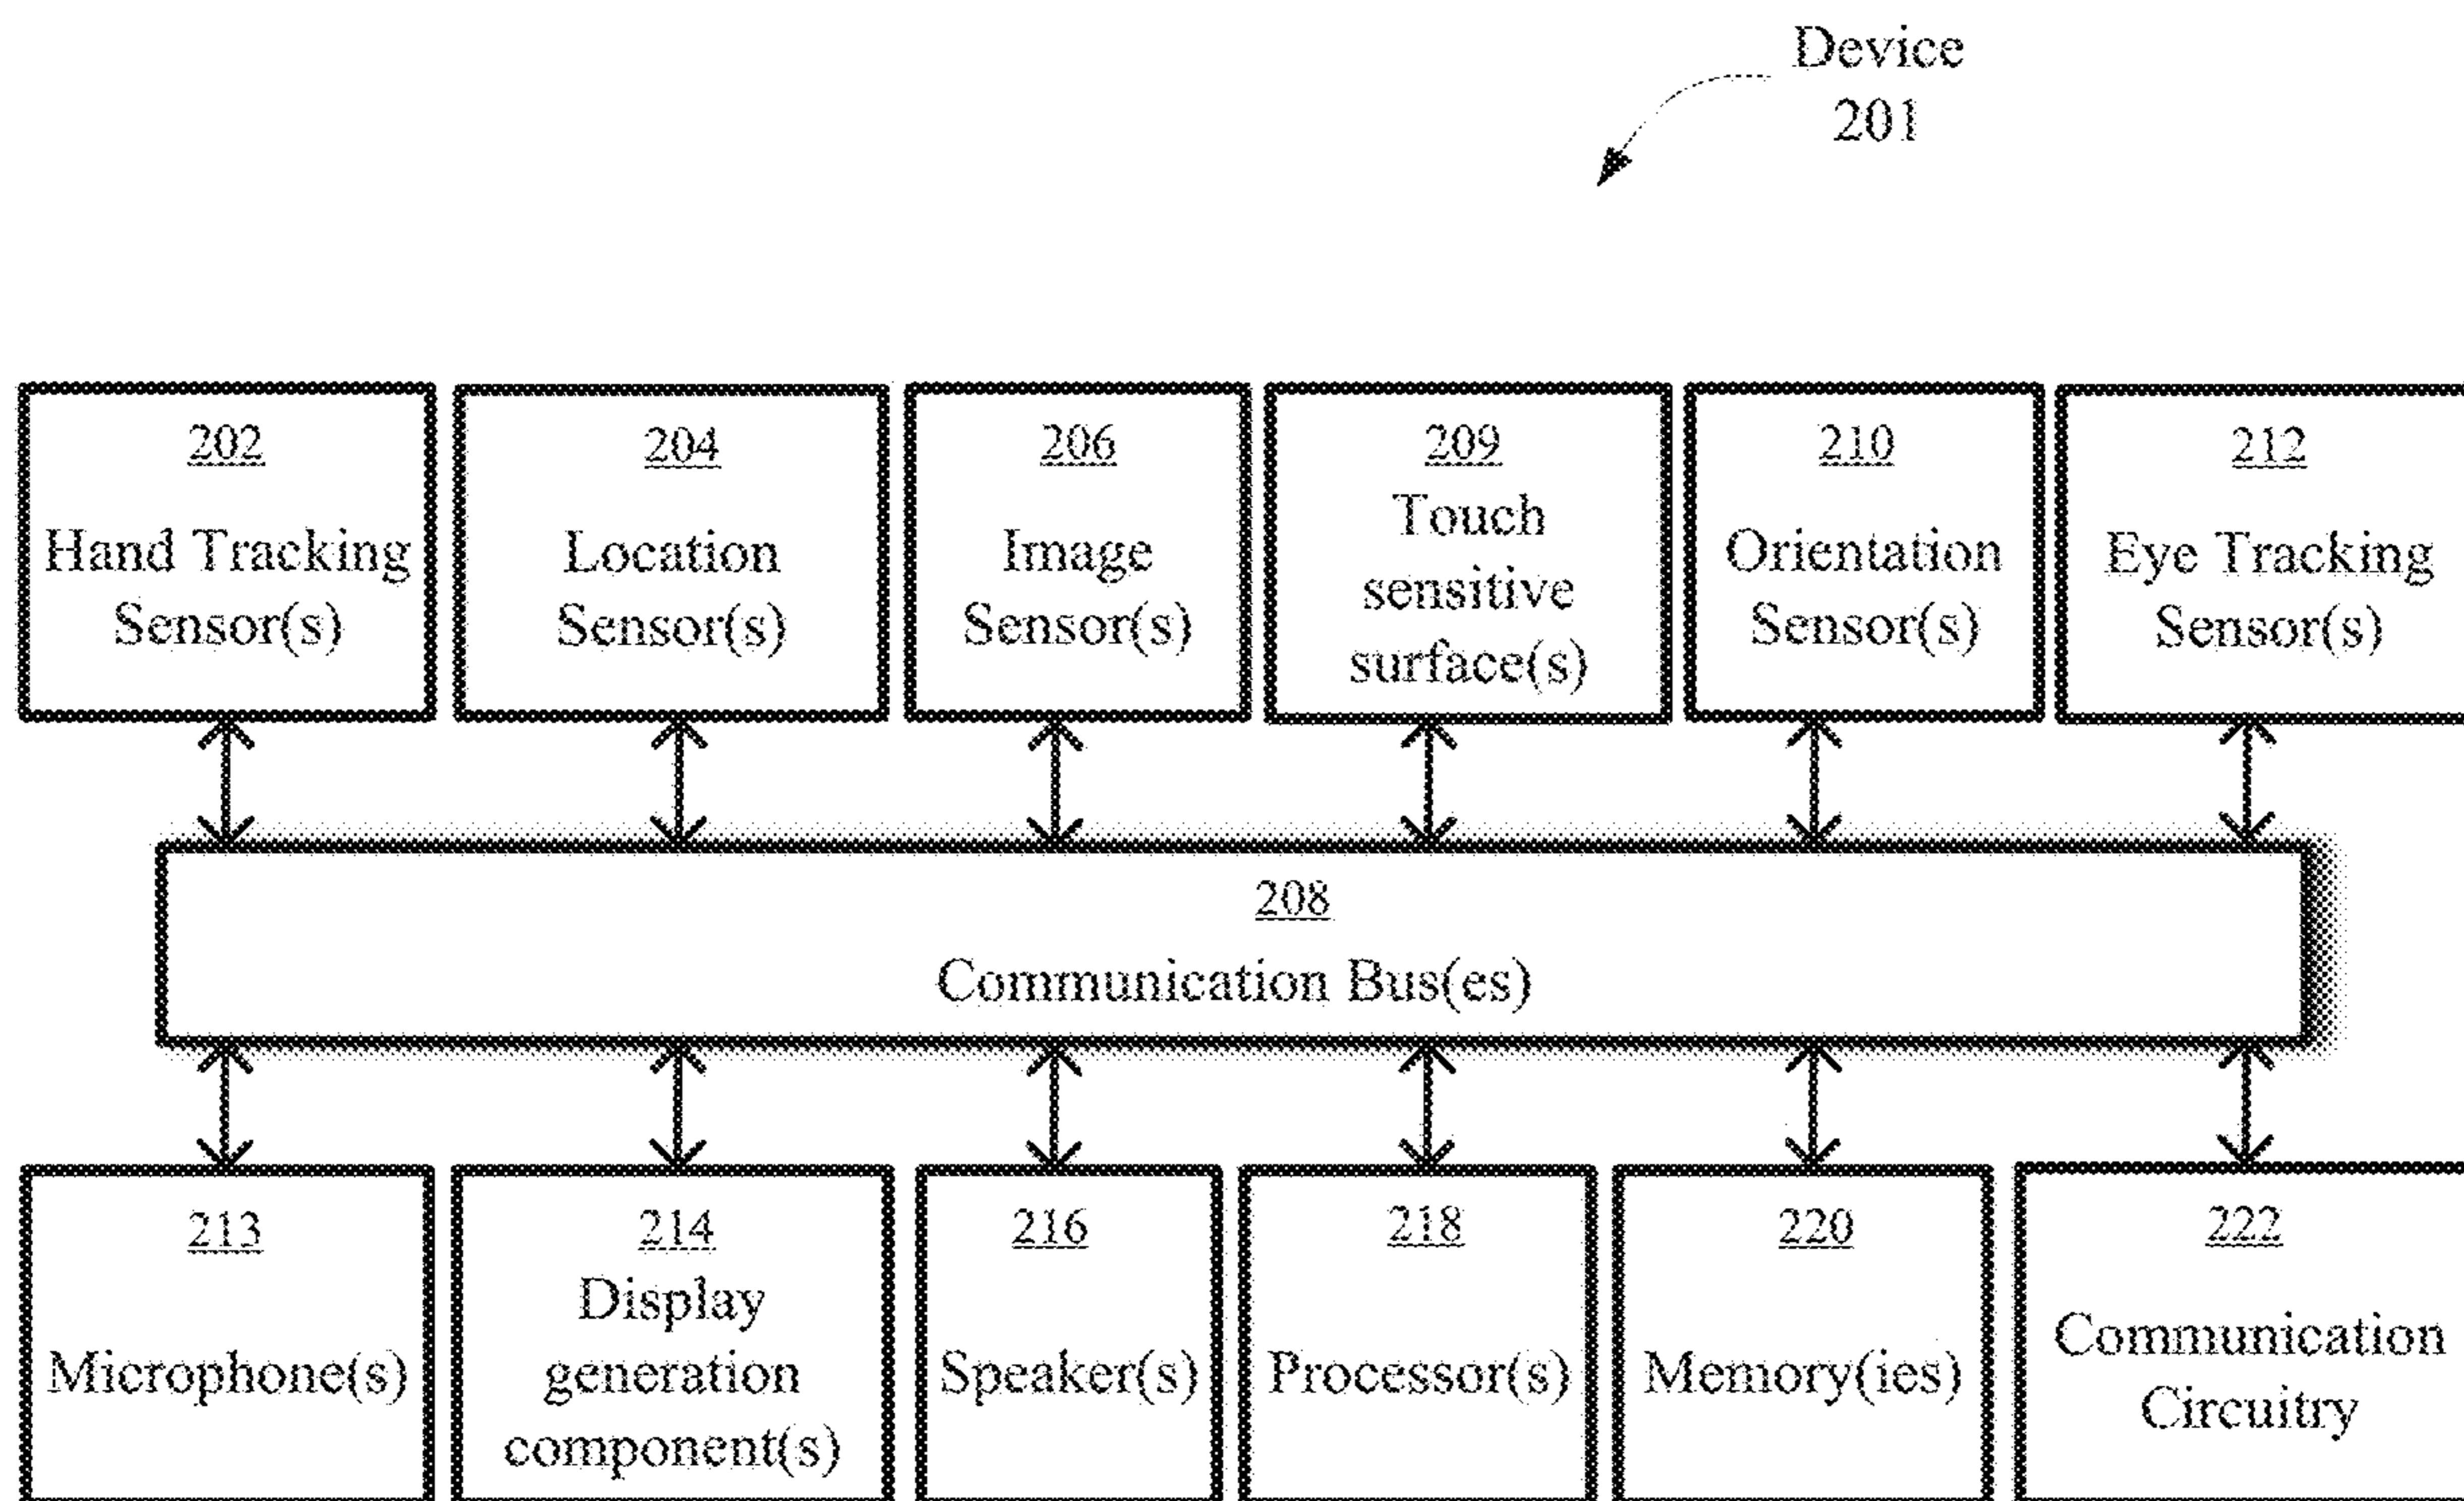 Device
201
202
Hand Tracking
Sensor(s)
204
Location
Sensor(s)
206
Image
Sensor(s)
209
Touch
sensitive
surface(s)
210
Orientation
Sensor(s)
212
Eye Tracking
Sensor(s)
208
Communication Bus(es)
213
Microphone(s)
214
Display
generation
component(s)
216
Speaker(s)
218
Processor(s)
220
Memory(ies)
222
Communication
Circuitry